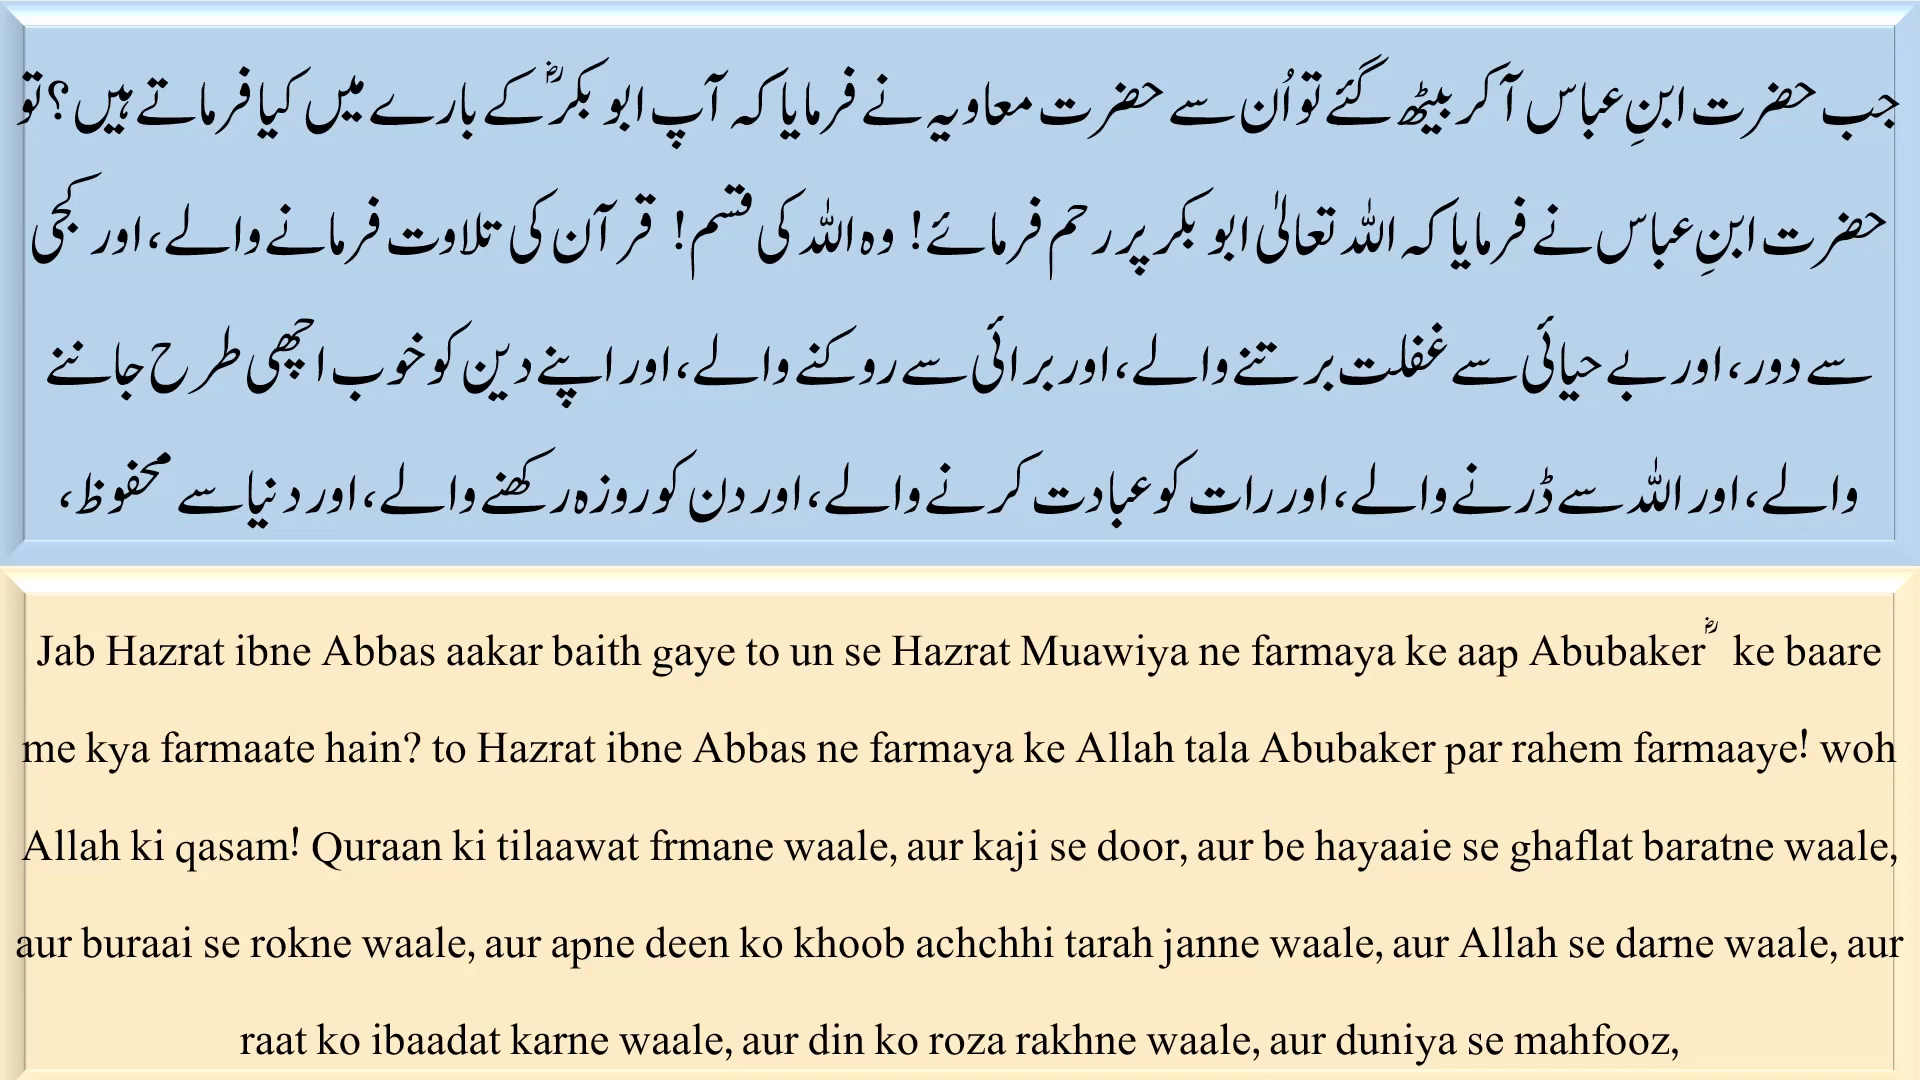 جب حضرت ابنِ عباس آکر بیٹھ گئے تو اُن سے حضرت معاویہ نے فرمایا کہ آپ ابو بکرؓ کے بارے میں کیا فرماتے ہیں؟ تو
حضرت ابنِ عباس نے فرمایا کہ اللہ تعالیٰ ابو بکر پر رحم فرمائے! وہ اللہ کی قسم! قرآن کی تلاوت فرمانے والے، اور کجی
سے دور، اور بے حیائی سے غفلت برتنے والے، اور برائی سے روکنے والے، اور اپنے دین کو خوب اچھی طرح جاننے
والے، اور اللہ سے ڈرنے والے، اور رات کو عبادت کرنے والے، اور دن کو روزہ رکھنے والے، اور دنیا سے محفوظ،
Jab Hazrat ibne Abbas aakar baith gaye to un se Hazrat Muawiya ne farmaya ke aap Abubakerؓ ke baare
me kya farmaate hain? to Hazrat ibne Abbas ne farmaya ke Allah tala Abubaker par rahem farmaaye! woh
Allah ki qasam! Quraan ki tilaawat frmane waale, aur kaji se door, aur be hayaaie se ghaflat baratne waale,
aur buraai se rokne waale, aur apne deen ko khoob achchhi tarah janne waale, aur Allah se darne waale, aur
raat ko ibaadat karne waale, aur din ko roza rakhne waale, aur duniya se mahfooz,